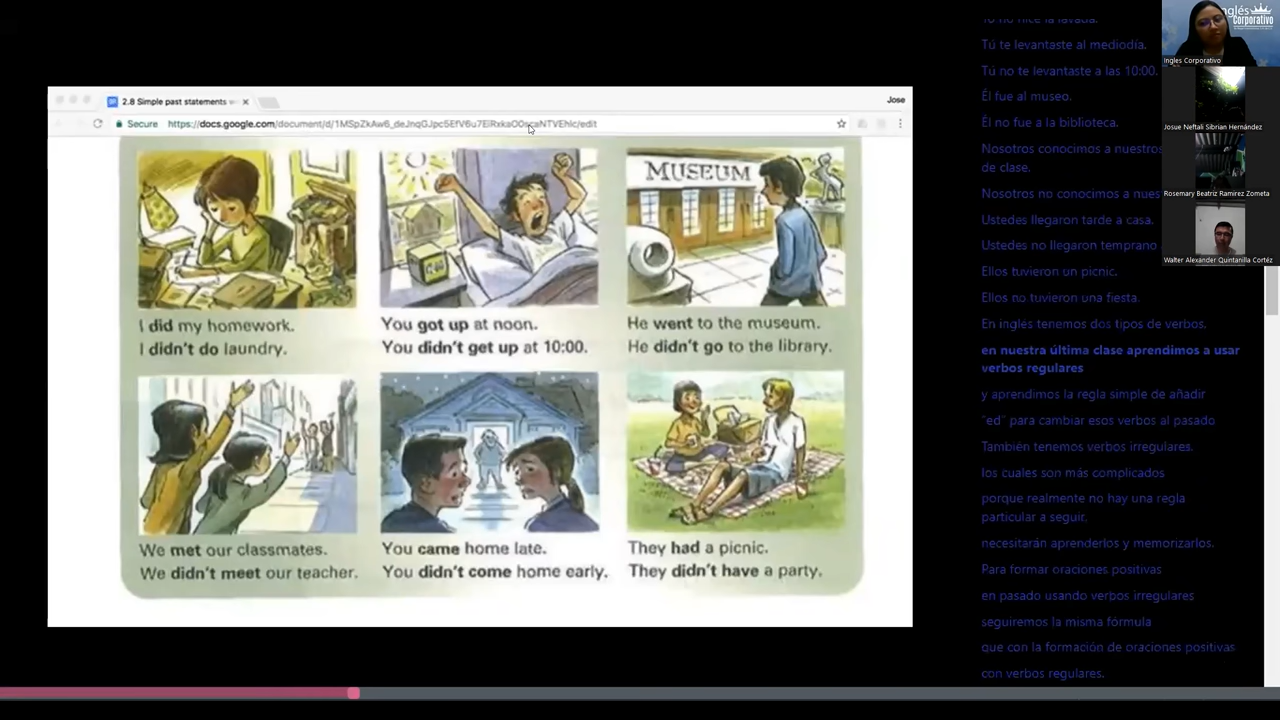 2.8 Simple past statements
Jose
Secure
MUSEUM
I did my homework.
I didn't do laundry.
You got up at noon.
You didn't get up at 10:00.
He went to the museum.
He didn't go to the library.
We met our classmates.
We didn't meet our teacher.
You came home late.
You didn't come home early.
They had a picnic.
They didn't have a party.
Tú te levantaste al mediodía.
Tú no te levantaste a las 10:00.
Él fue al museo.
Él no fue a la biblioteca.
Nosotros conocimos a nuestros
de clase.
Nosotros no conocimos a
Ustedes llegaron tarde a casa.
Ustedes no llegaron temprano
Ellos tuvieron un picnic.
Ellos no tuvieron una fiesta.
En inglés tenemos dos tipos de verbos.
en nuestra última clase aprendimos a usar
verbos regulares
y aprendimos la regla simple de añadir
"ed" para cambiar esos verbos al pasado
También tenemos verbos irregulares.
los cuales son más complicados
porque realmente no hay una regla
particular a seguir.
necesitarán aprenderlos y memorizarlos.
Para formar oraciones positivas
en pasado usando verbos irregulares
seguiremos la misma fórmula
que con la formación de oraciones positivas
con verbos regulares.
Inglés
Corporativo
Ingles Corporativo
Josue Neftali Sibrian Hernández
Rosemary Beatriz Ramirez Zometa
Walter Alexander Quintanilla Cortéz